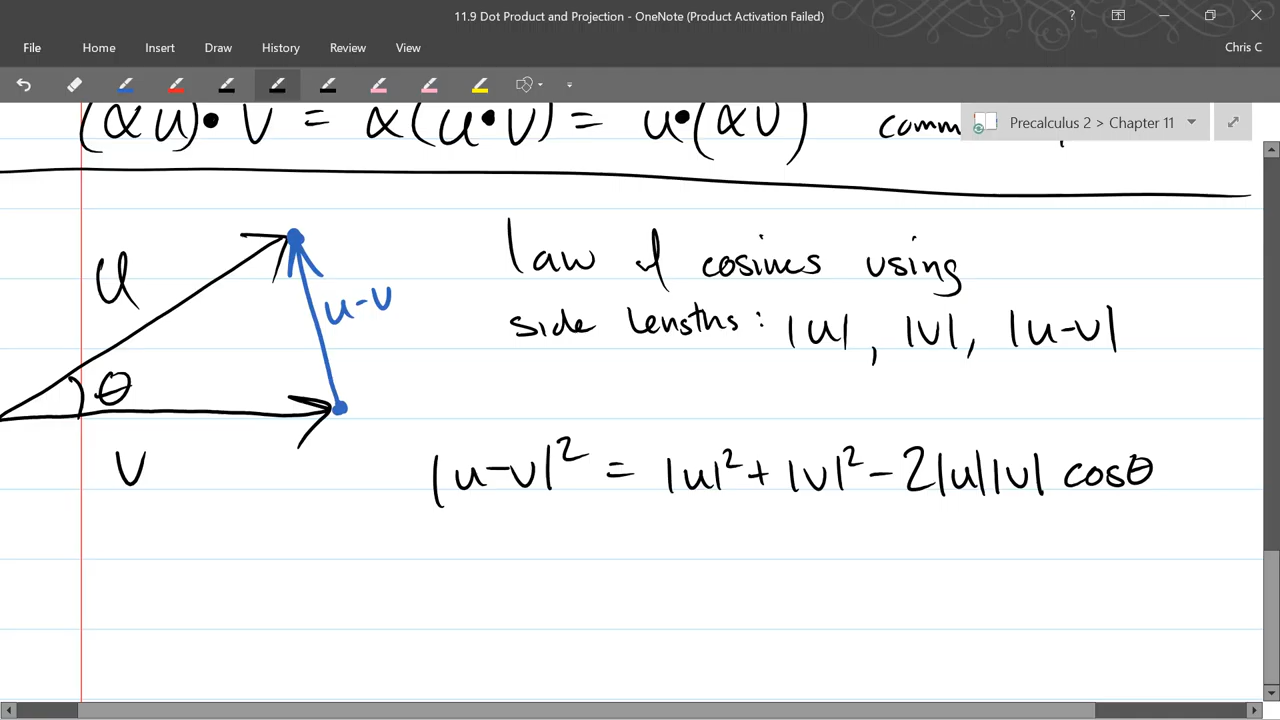 11.9 Dot Product and Projection - OneNote (Product Activation Failed)
File Home Insert Draw History Review View Chris C
Precalculus 2 > Chapter 11
(αu)•v = α(u•v) = u•(αv)
u
u-v
θ
v
law of cosines using
side lengths: |u|, |v|, |u-v|
|u-v|² = |u|² + |v|² - 2|u||v| cosθ